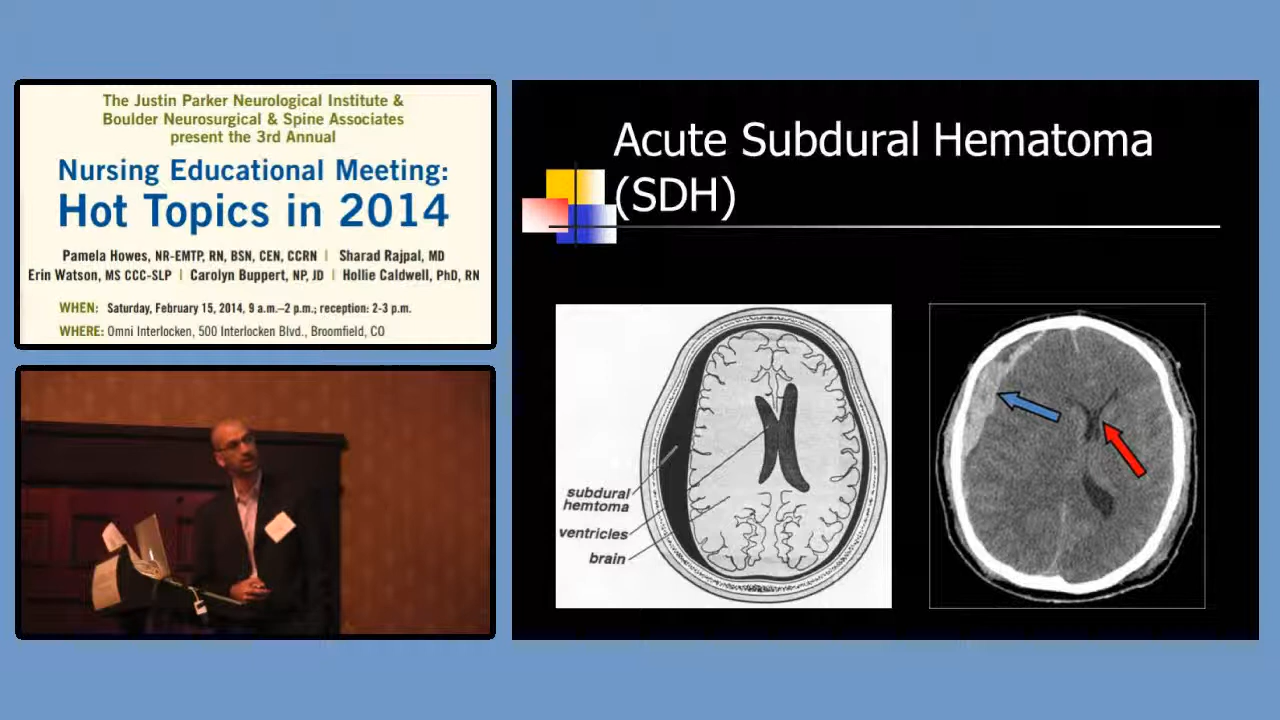 The Justin Parker Neurological Institute &
Boulder Neurosurgical & Spine Associates
present the 3rd Annual
Nursing Educational Meeting:
Hot Topics in 2014
Pamela Howes, NR-EMTP, RN, BSN, CEN, CCRN | Sharad Rajpal, MD
Erin Watson, MS CCC-SLP | Carolyn Buppert, NP, JD | Hollie Caldwell, PhD, RN
WHEN: Saturday, February 15, 2014, 9 a.m.–2 p.m.; reception: 2-3 p.m.
WHERE: Omni Interlocken, 500 Interlocken Blvd., Broomfield, CO
Acute Subdural Hematoma
(SDH)
subdural
hemtoma
ventricles
brain